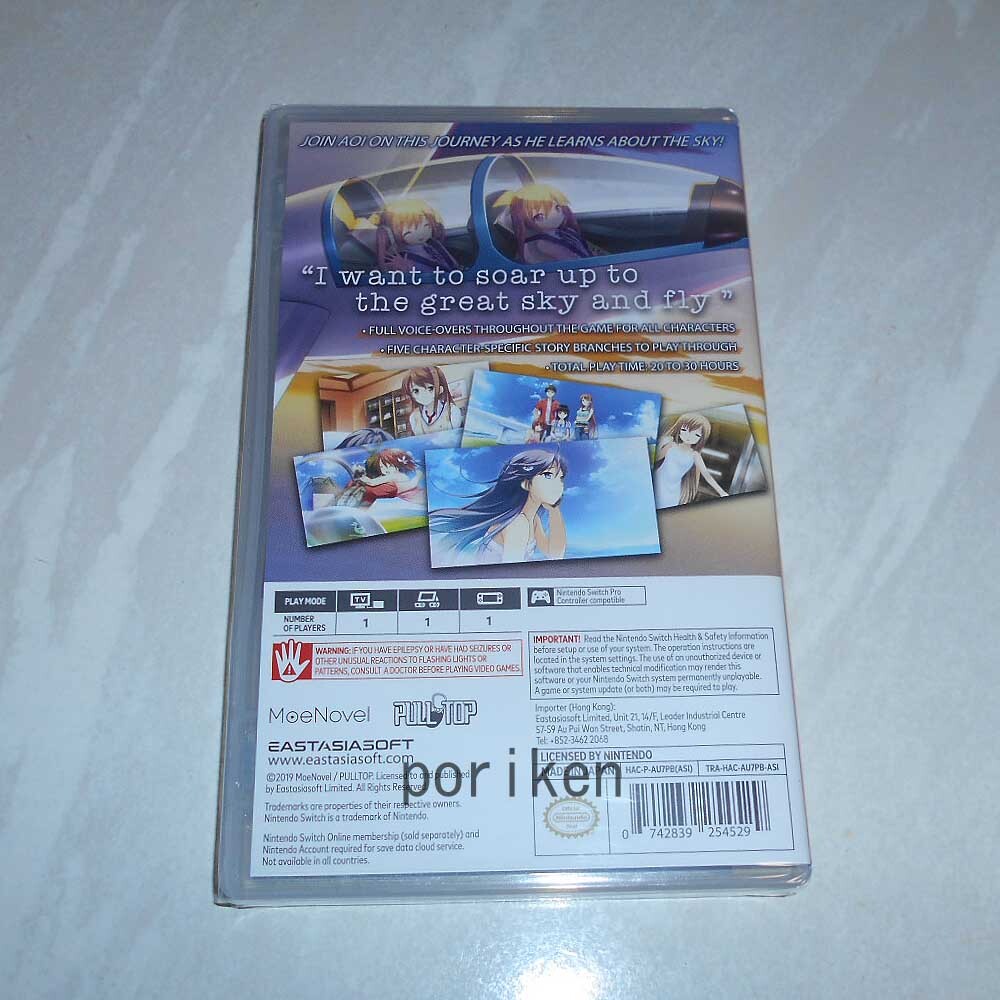 JOIN AOI ON THIS JOURNEY AS HE LEARNS ABOUT THE SKY!
“I want to soar up to
the great sky and fly ”
• FULL VOICE-OVERS THROUGHOUT THE GAME FOR ALL CHARACTERS
• FIVE CHARACTER-SPECIFIC STORY BRANCHES TO PLAY THROUGH
• TOTAL PLAY TIME: 20 TO 30 HOURS
PLAY MODE
TV
NUMBER
OF PLAYERS
1
1
1
Nintendo Switch Pro
Controller compatible
WARNING: IF YOU HAVE EPILEPSY OR HAVE HAD SEIZURES OR
OTHER UNUSUAL REACTIONS TO FLASHING LIGHTS OR
PATTERNS, CONSULT A DOCTOR BEFORE PLAYING VIDEO GAMES.
IMPORTANT! Read the Nintendo Switch Health & Safety Information
before setup or use of your system. The operation instructions are
located in the system settings. The use of an unauthorized device or
software that enables technical modification may render this
software or your Nintendo Switch system permanently unplayable.
A game or system update (or both) may be required to play.
MoeNovel
PULLTOP
Importer (Hong Kong):
Eastasiasoft Limited, Unit 21, 14/F, Leader Industrial Centre
57-59 Au Pui Wan Street, Shatin, NT, Hong Kong
Tel: +852-3462 2068
EASTASIASOFT
www.eastasiasoft.com
©2019 MoeNovel / PULLTOP. Licensed to and published
by Eastasiasoft Limited. All Rights Reserved
Trademarks are properties of their respective owners.
Nintendo Switch is a trademark of Nintendo.
Nintendo Switch Online membership (sold separately) and
Nintendo Account required for save data cloud service.
Not available in all countries.
LICENSED BY NINTENDO
MADE IN JAPAN
HAC-P-AU7PB(ASI)
TRA-HAC-AU7PB-ASI
Official
Nintendo
Seal
0 742839 254529
poriken